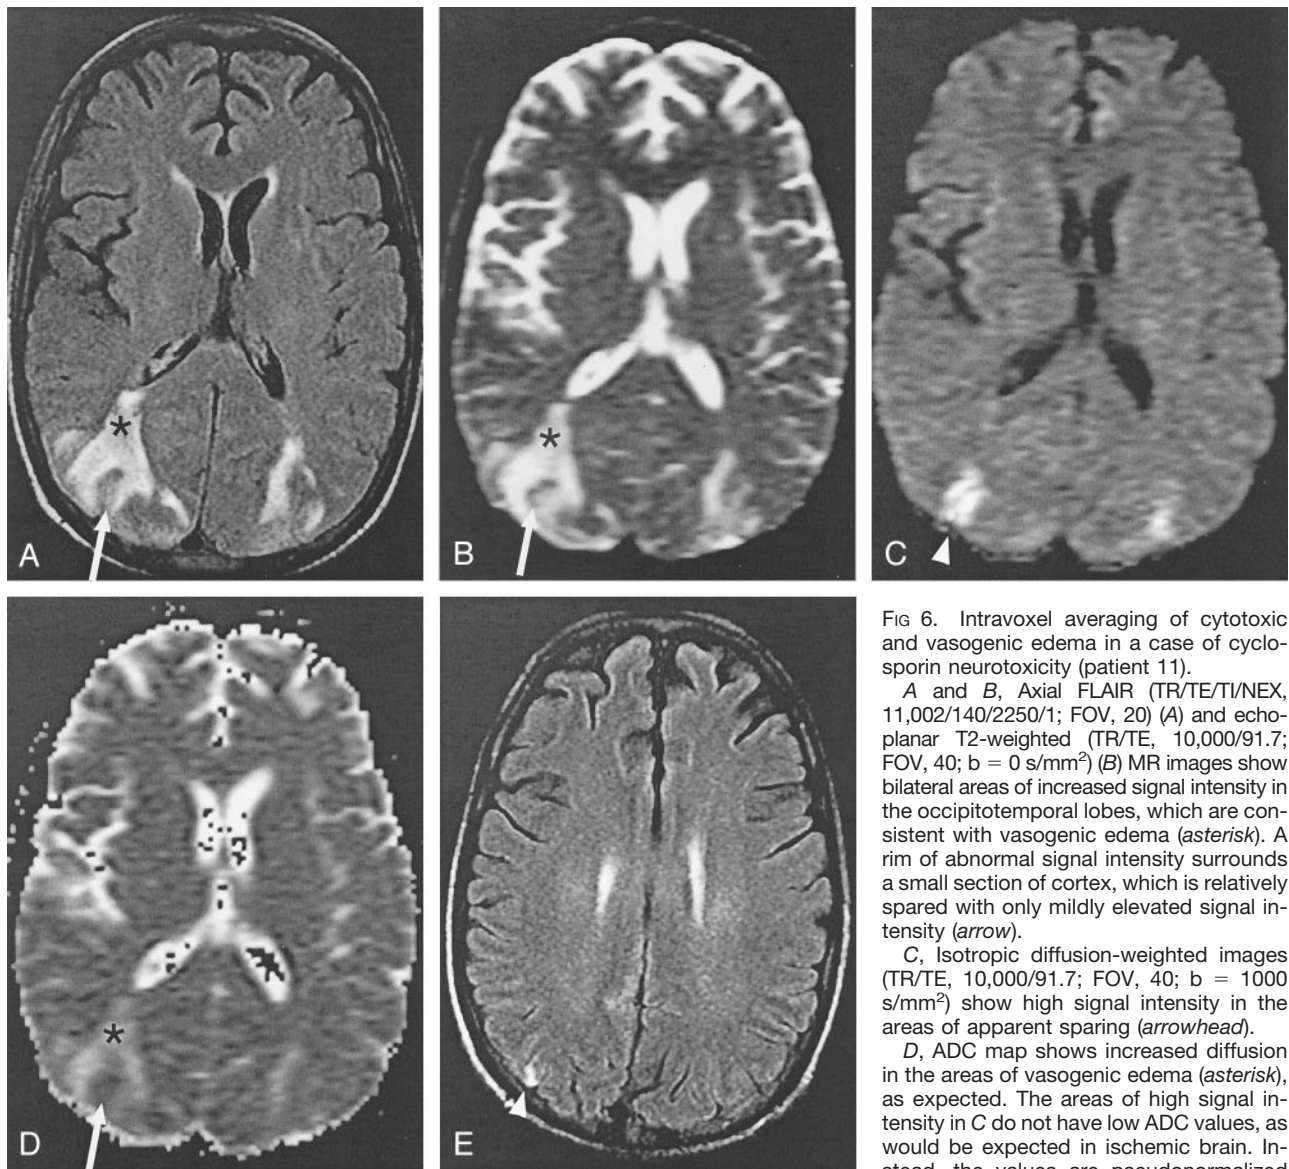 A
B
C
D
E
FIG 6. Intravoxel averaging of cytotoxic
and vasogenic edema in a case of cyclo-
sporin neurotoxicity (patient 11).
A and B, Axial FLAIR (TR/TE/TI/NEX,
11,002/140/2250/1; FOV, 20) (A) and echo-
planar T2-weighted (TR/TE, 10,000/91.7;
FOV, 40; b = 0 s/mm²) (B) MR images show
bilateral areas of increased signal intensity in
the occipitotemporal lobes, which are con-
sistent with vasogenic edema (asterisk). A
rim of abnormal signal intensity surrounds
a small section of cortex, which is relatively
spared with only mildly elevated signal in-
tensity (arrow).
C, Isotropic diffusion-weighted images
(TR/TE, 10,000/91.7; FOV, 40; b = 1000
s/mm²) show high signal intensity in the
areas of apparent sparing (arrowhead).
D, ADC map shows increased diffusion
in the areas of vasogenic edema (asterisk),
as expected. The areas of high signal in-
tensity in C do not have low ADC values, as
would be expected in ischemic brain. In-
stead, the values are pseudonormalized